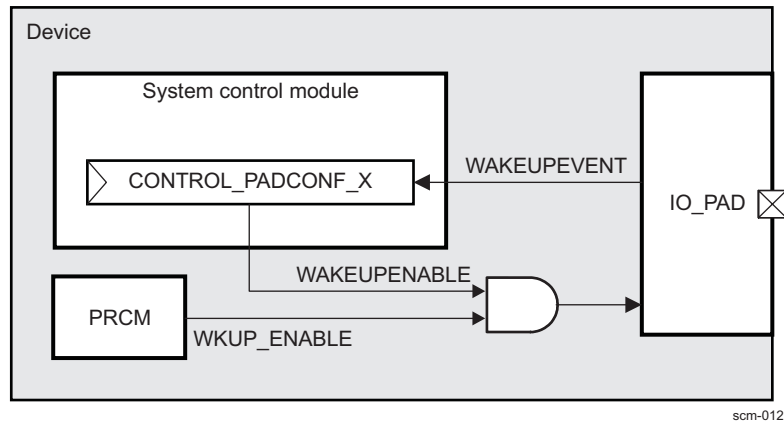 Device
System control module
CONTROL_PADCONF_X
WAKEUPEVENT
IO_PAD
WAKEUPENABLE
PRCM
WKUP_ENABLE
scm-012